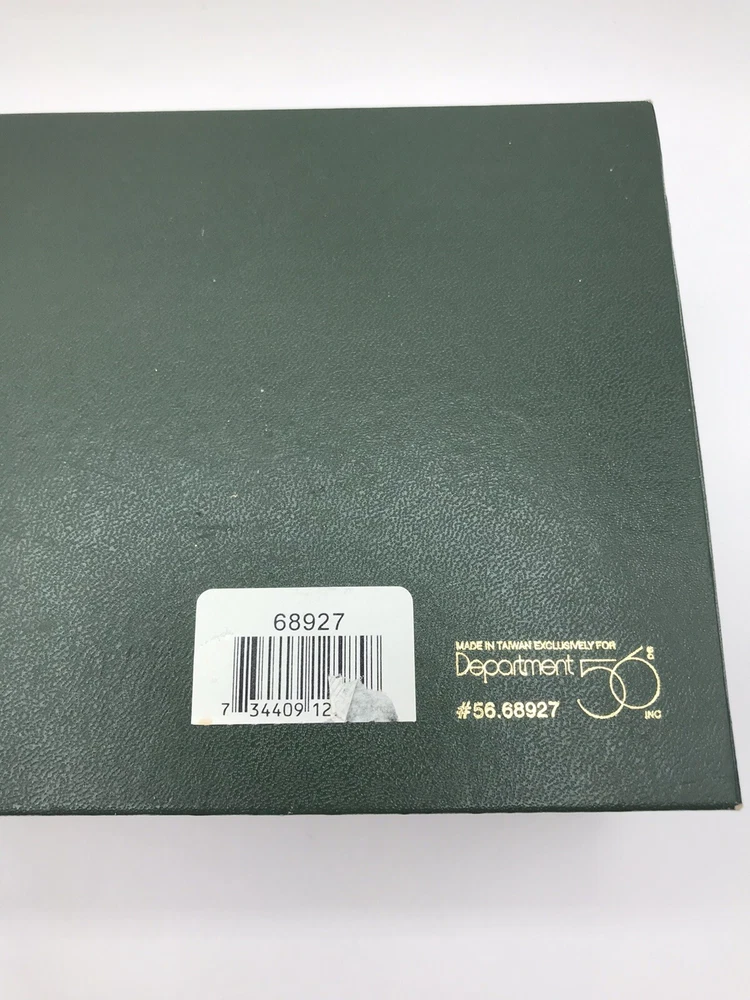 68927
7 34409 12
MADE IN TAIWAN EXCLUSIVELY FOR
Department 56
#56.68927
INC